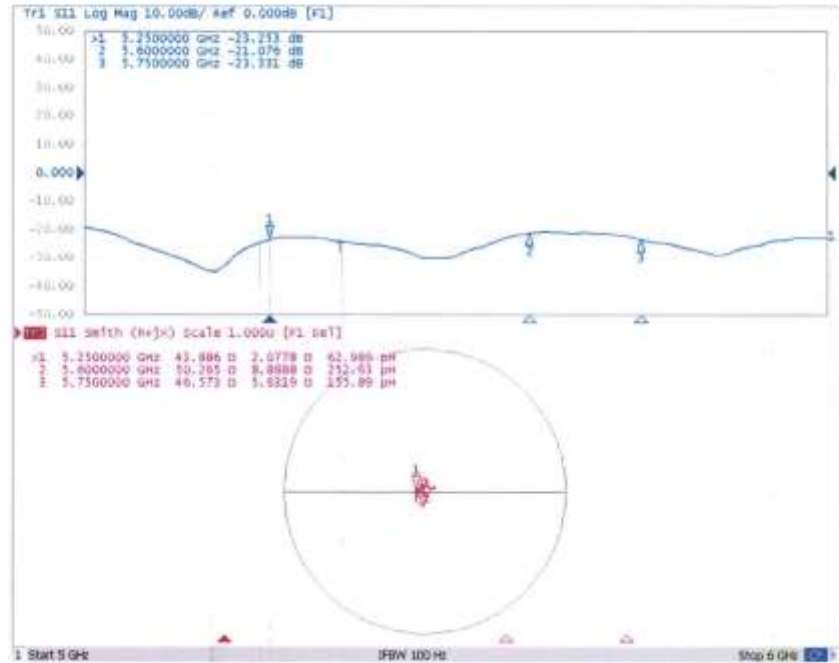 Tr1 S11 Log Mag 10.00dB/ Ref 0.000dB [F1]
50.00
>1 5.2500000 GHz -23.253 dB
2 5.6000000 GHz -21.076 dB
3 5.7500000 GHz -23.331 dB
40.00
30.00
20.00
10.00
0.000
-10.00
-20.00
-30.00
-40.00
-50.00
1
2
3
S11 Smith (R+jX) Scale 1.000U [F1 Del]
>1 5.2500000 GHz 43.886 Ω 2.0778 Ω 62.986 pH
2 5.6000000 GHz 50.265 Ω 8.8988 Ω
3 5.7500000 GHz 46.573 Ω 5.6319 Ω 155.89 pH
1 Start 5 GHz
IFBW 100 Hz
Stop 6 GHz